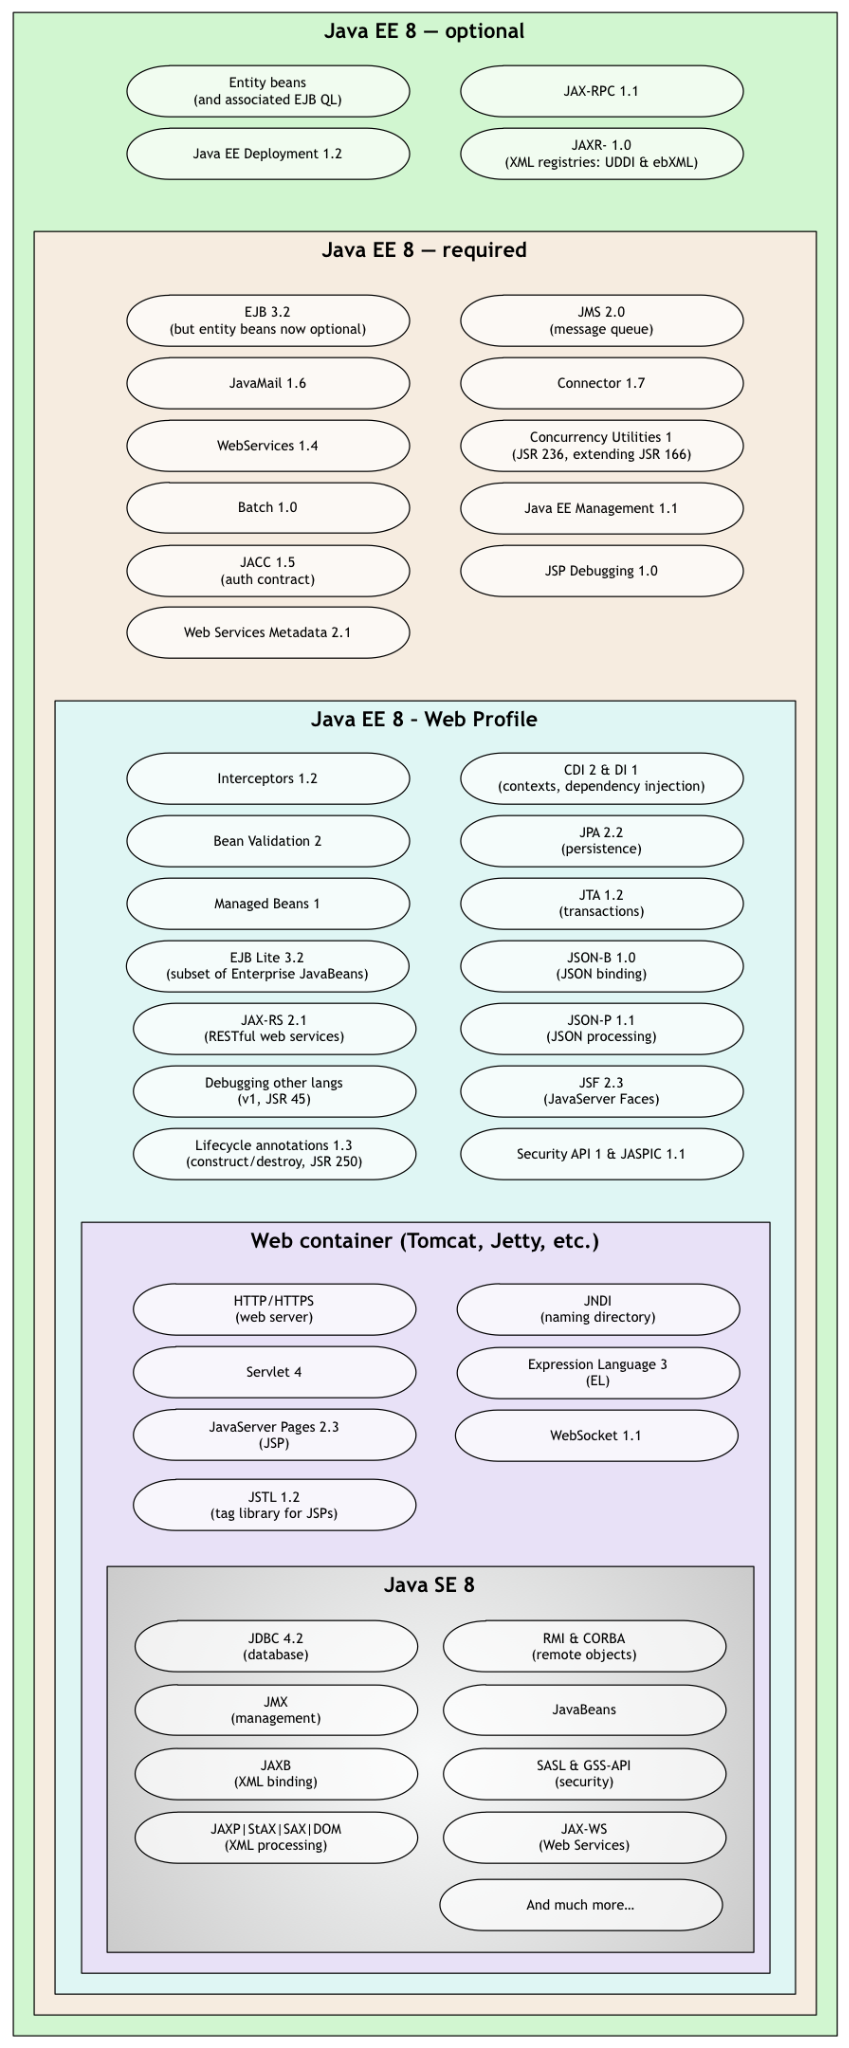 Java EE 8 — optional
Entity beans
(and associated EJB QL)
JAX-RPC 1.1
Java EE Deployment 1.2
JAXR- 1.0
(XML registries: UDDI & ebXML)
Java EE 8 — required
EJB 3.2
(but entity beans now optional)
JMS 2.0
(message queue)
JavaMail 1.6
Connector 1.7
WebServices 1.4
Concurrency Utilities 1
(JSR 236, extending JSR 166)
Batch 1.0
Java EE Management 1.1
JACC 1.5
(auth contract)
JSP Debugging 1.0
Web Services Metadata 2.1
Java EE 8 - Web Profile
Interceptors 1.2
CDI 2 & DI 1
(contexts, dependency injection)
Bean Validation 2
JPA 2.2
(persistence)
Managed Beans 1
JTA 1.2
(transactions)
EJB Lite 3.2
(subset of Enterprise JavaBeans)
JSON-B 1.0
(JSON binding)
JAX-RS 2.1
(RESTful web services)
JSON-P 1.1
(JSON processing)
Debugging other langs
(v1, JSR 45)
JSF 2.3
(JavaServer Faces)
Lifecycle annotations 1.3
(construct/destroy, JSR 250)
Security API 1 & JASPIC 1.1
Web container (Tomcat, Jetty, etc.)
HTTP/HTTPS
(web server)
JNDI
(naming directory)
Servlet 4
Expression Language 3
(EL)
JavaServer Pages 2.3
(JSP)
WebSocket 1.1
JSTL 1.2
(tag library for JSPs)
Java SE 8
JDBC 4.2
(database)
RMI & CORBA
(remote objects)
JMX
(management)
JavaBeans
JAXB
(XML binding)
SASL & GSS-API
(security)
JAXP|StAX|SAX|DOM
(XML processing)
JAX-WS
(Web Services)
And much more…